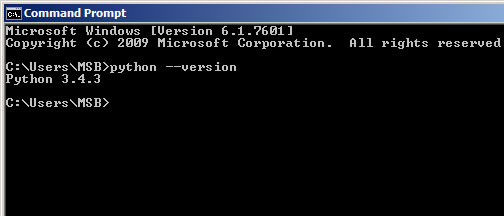 Command Prompt
Microsoft Windows [Version 6.1.7601]
Copyright (c) 2009 Microsoft Corporation.  All rights reserved
C:\Users\MSB>python --version
Python 3.4.3
C:\Users\MSB>